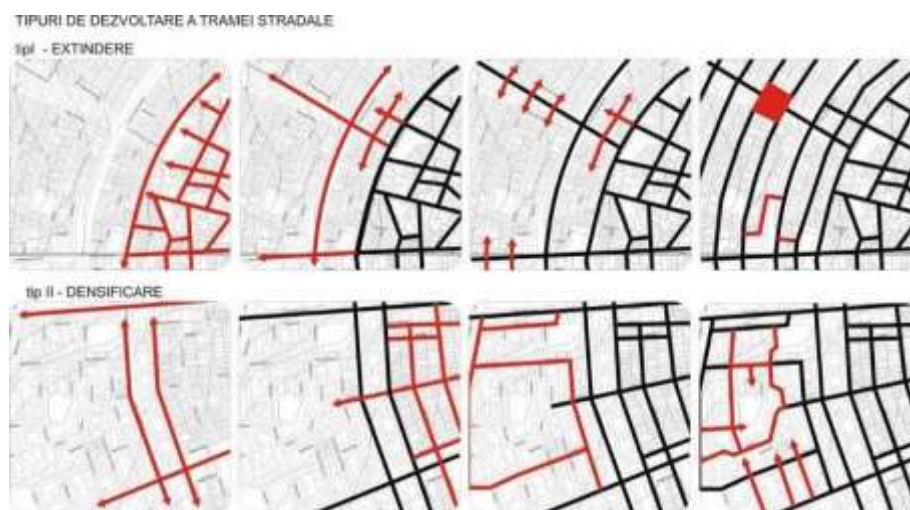 TIPURI DE DEZVOLTARE A TRAMEI STRADALE
tipI - EXTINDERE
tip II - DENSIFICARE